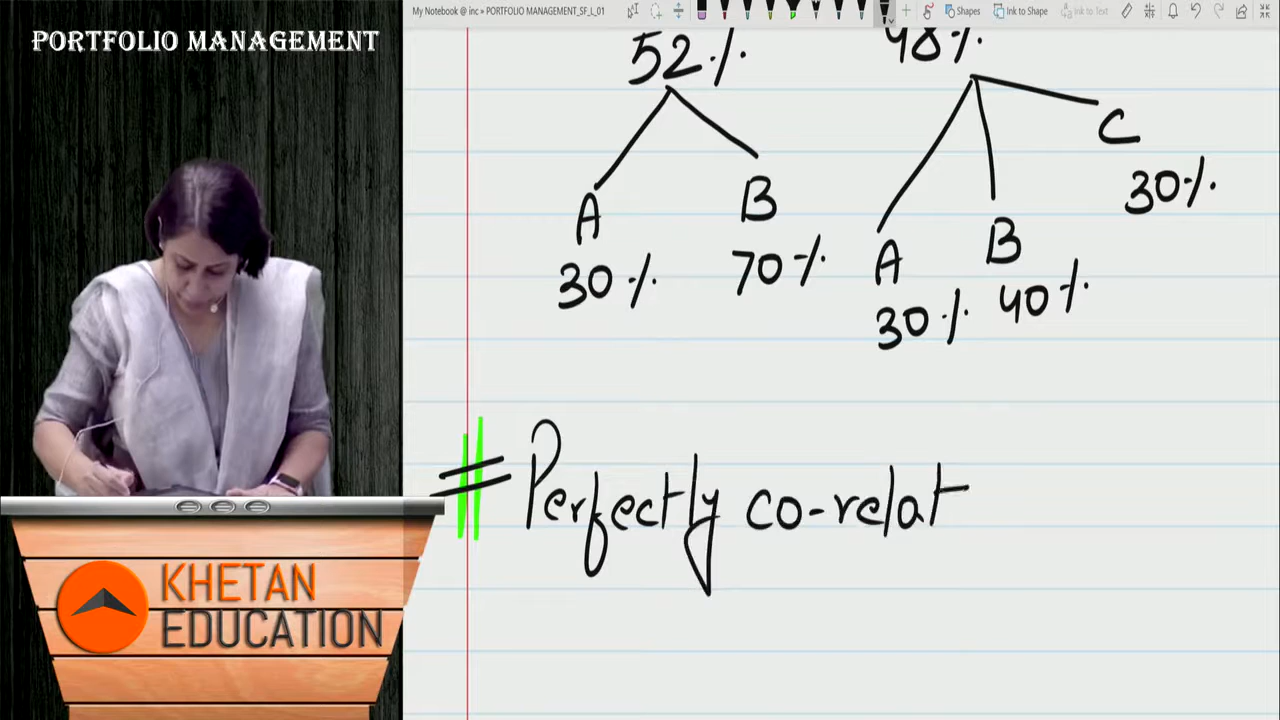 PORTFOLIO MANAGEMENT
My Notebook @ inc » PORTFOLIO MANAGEMENT_SF_L_01
Shapes
Ink to Shape
Ink to Text
52%
48%
A
B
C
30%
70%
A
B
30%
30%
40%
Perfectly co-relat
KHETAN
EDUCATION